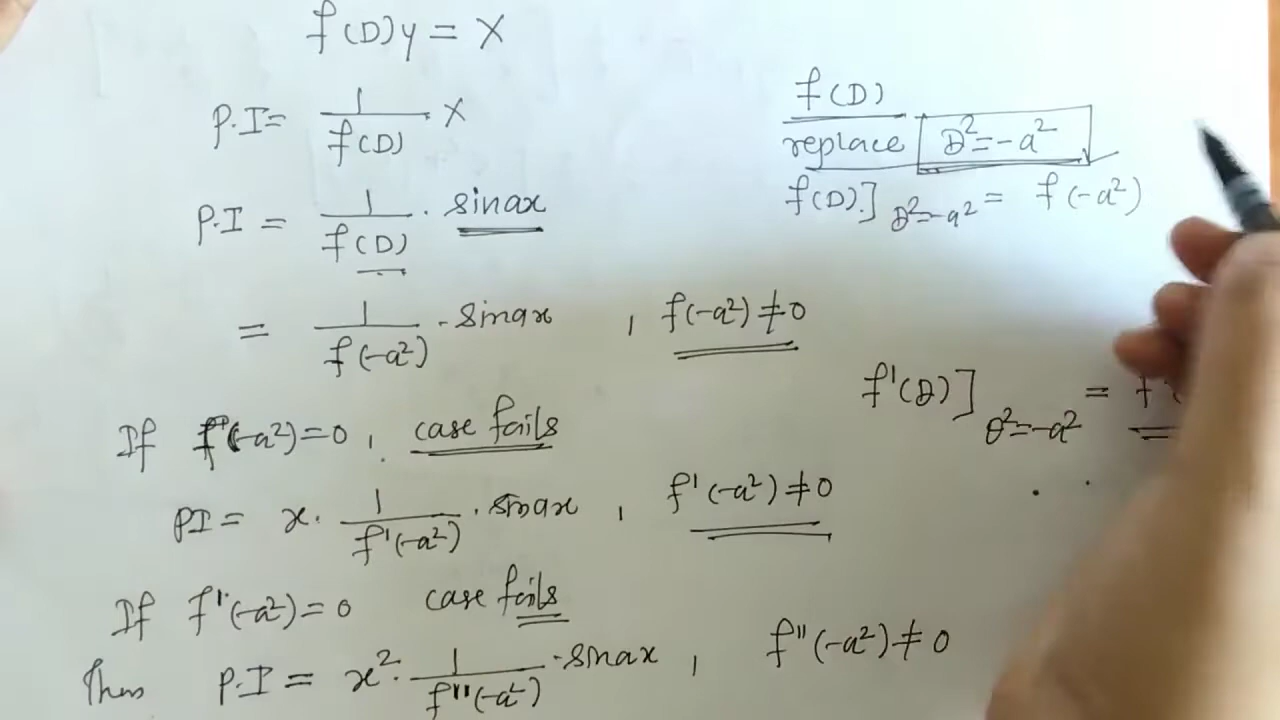 f(D)y = X
P.I = 1/f(D) · X
P.I = 1/f(D) · sinax
= 1/f(-a²) · sinax , f(-a²) ≠ 0
If f(-a²) = 0 , case fails
PI = x · 1/f'(-a²) · sinax , f'(-a²) ≠ 0
If f'(-a²) = 0 case fails
Then P.I = x² · 1/f'''(-a²) · sinax , f''(-a²) ≠ 0
f(D)
replace D² = -a²
f(D)] D²=-a² = f(-a²)
f'(D)] D²=-a² =